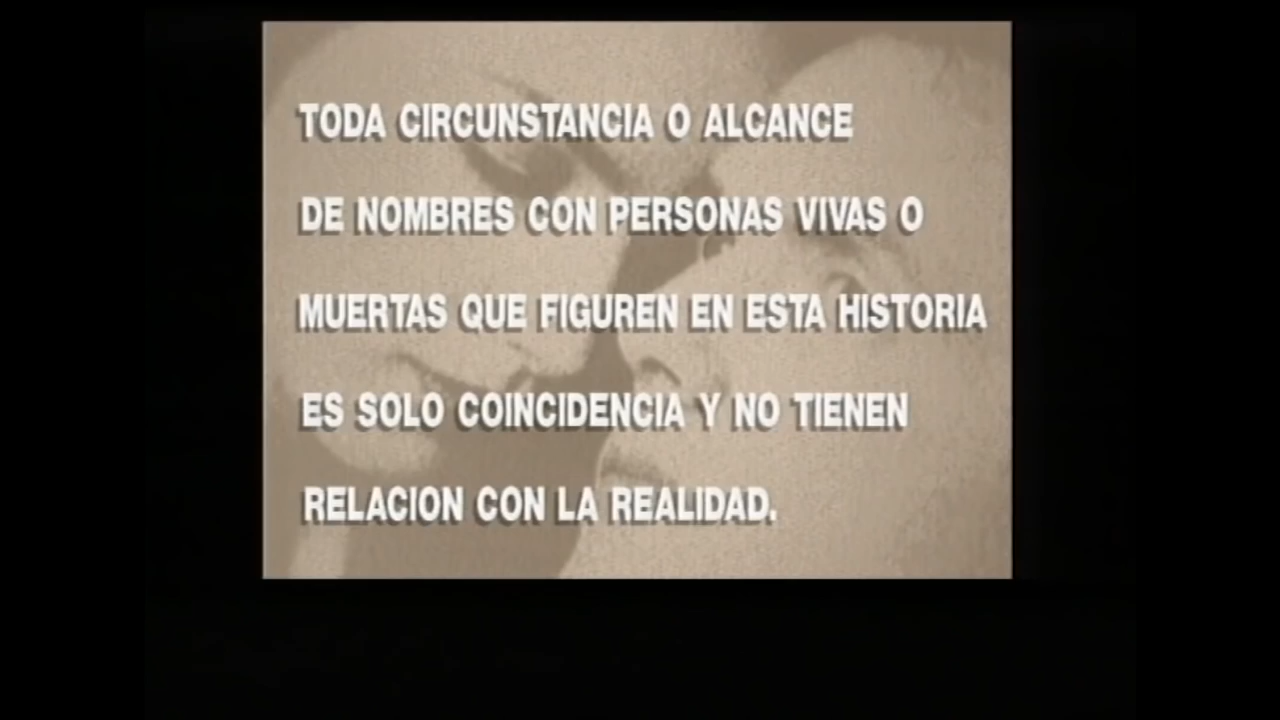 TODA CIRCUNSTANCIA O ALCANCE
DE NOMBRES CON PERSONAS VIVAS O
MUERTAS QUE FIGUREN EN ESTA HISTORIA
ES SOLO COINCIDENCIA Y NO TIENEN
RELACION CON LA REALIDAD.